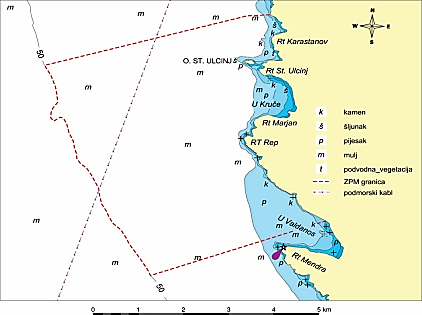 m
50
m
š
k
Rt Karastanov
N
W
E
S
k
p
t
m
50
m
O. ST. ULCINJ
š
p
k
Rt St. Ulcinj
m
k
š
m
p
U Kruče
k
kamen
m
Rt Marjan
š
šljunak
m
RT Rep
p
pijesak
m
mulj
k
t
podvodna_vegetacija
k
ZPM granica
p
k
podmorski kabl
m
p
U Valdanos
m
m
p
m
k
Rt Mendra
m
m
p
50
k
p
0
1
2
3
4
5 km